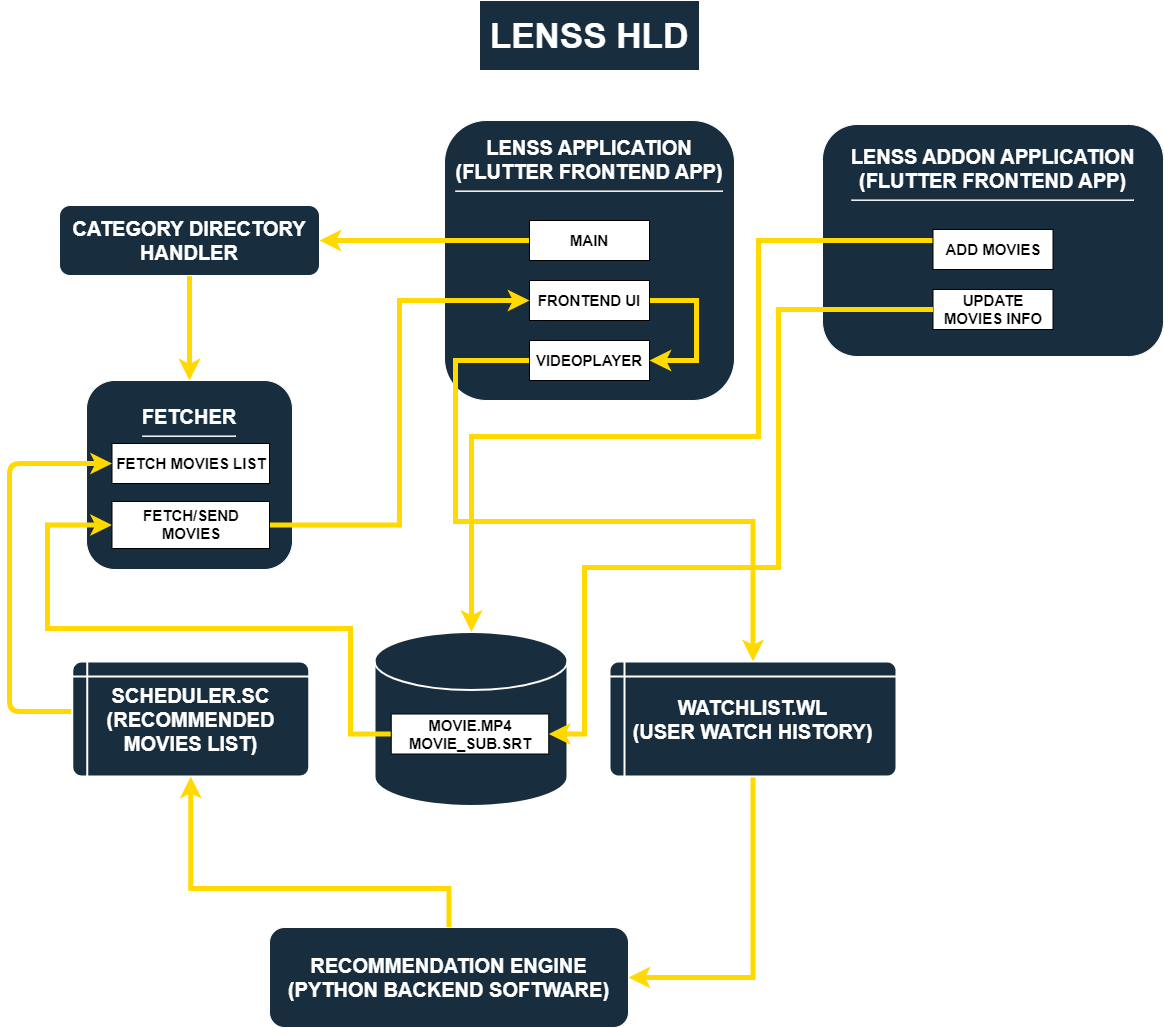 LENSS HLD
LENSS APPLICATION
(FLUTTER FRONTEND APP)
MAIN
FRONTEND UI
VIDEOPLAYER
LENSS ADDON APPLICATION
(FLUTTER FRONTEND APP)
ADD MOVIES
UPDATE
MOVIES INFO
CATEGORY DIRECTORY
HANDLER
FETCHER
FETCH MOVIES LIST
FETCH/SEND
MOVIES
SCHEDULER.SC
(RECOMMENDED
MOVIES LIST)
MOVIE.MP4
MOVIE_SUB.SRT
WATCHLIST.WL
(USER WATCH HISTORY)
RECOMMENDATION ENGINE
(PYTHON BACKEND SOFTWARE)